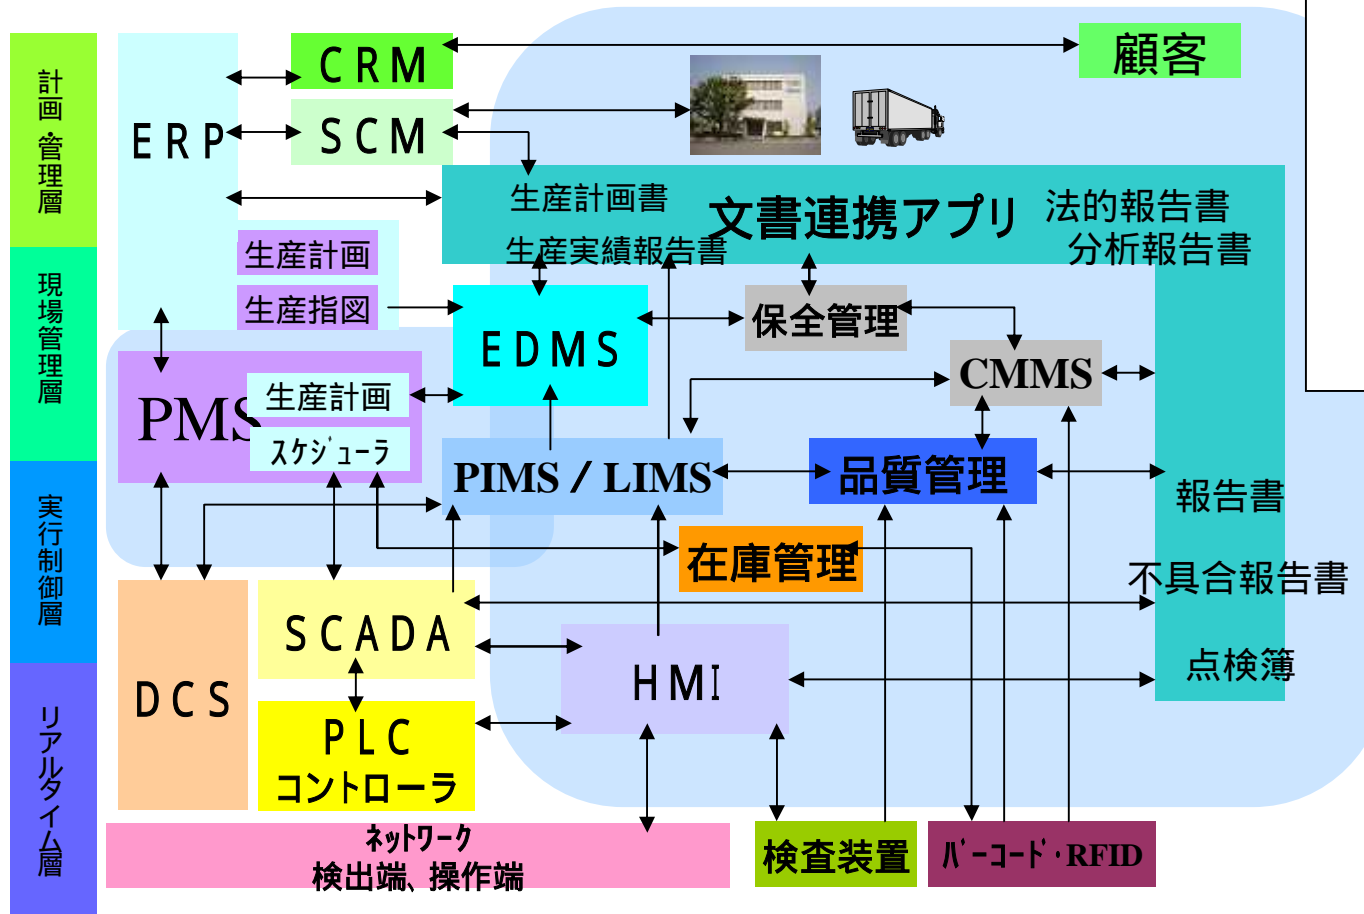 計画・管理層
現場管理層
実行制御層
リアルタイム層
ERP
CRM
SCM
顧客
生産計画書
文書連携アプリ
法的報告書
生産実績報告書
分析報告書
生産計画
生産指図
EDMS
保全管理
CMMS
PMS
生産計画
スケジューラ
PIMS / LIMS
品質管理
報告書
在庫管理
不具合報告書
SCADA
HMI
点検簿
DCS
PLC
コントローラ
ネットワーク
検出端、操作端
検査装置
バーコード・RFID